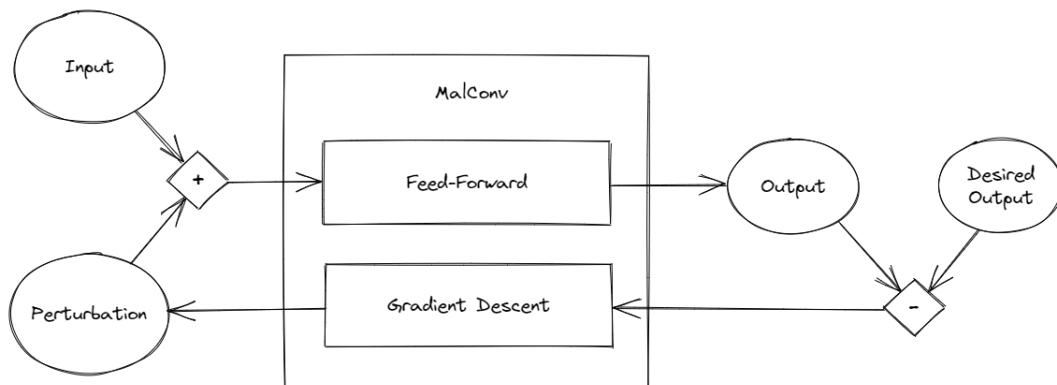 Input
MalConv
+
Feed-Forward
Output
Desired
Output
Perturbation
Gradient Descent
-